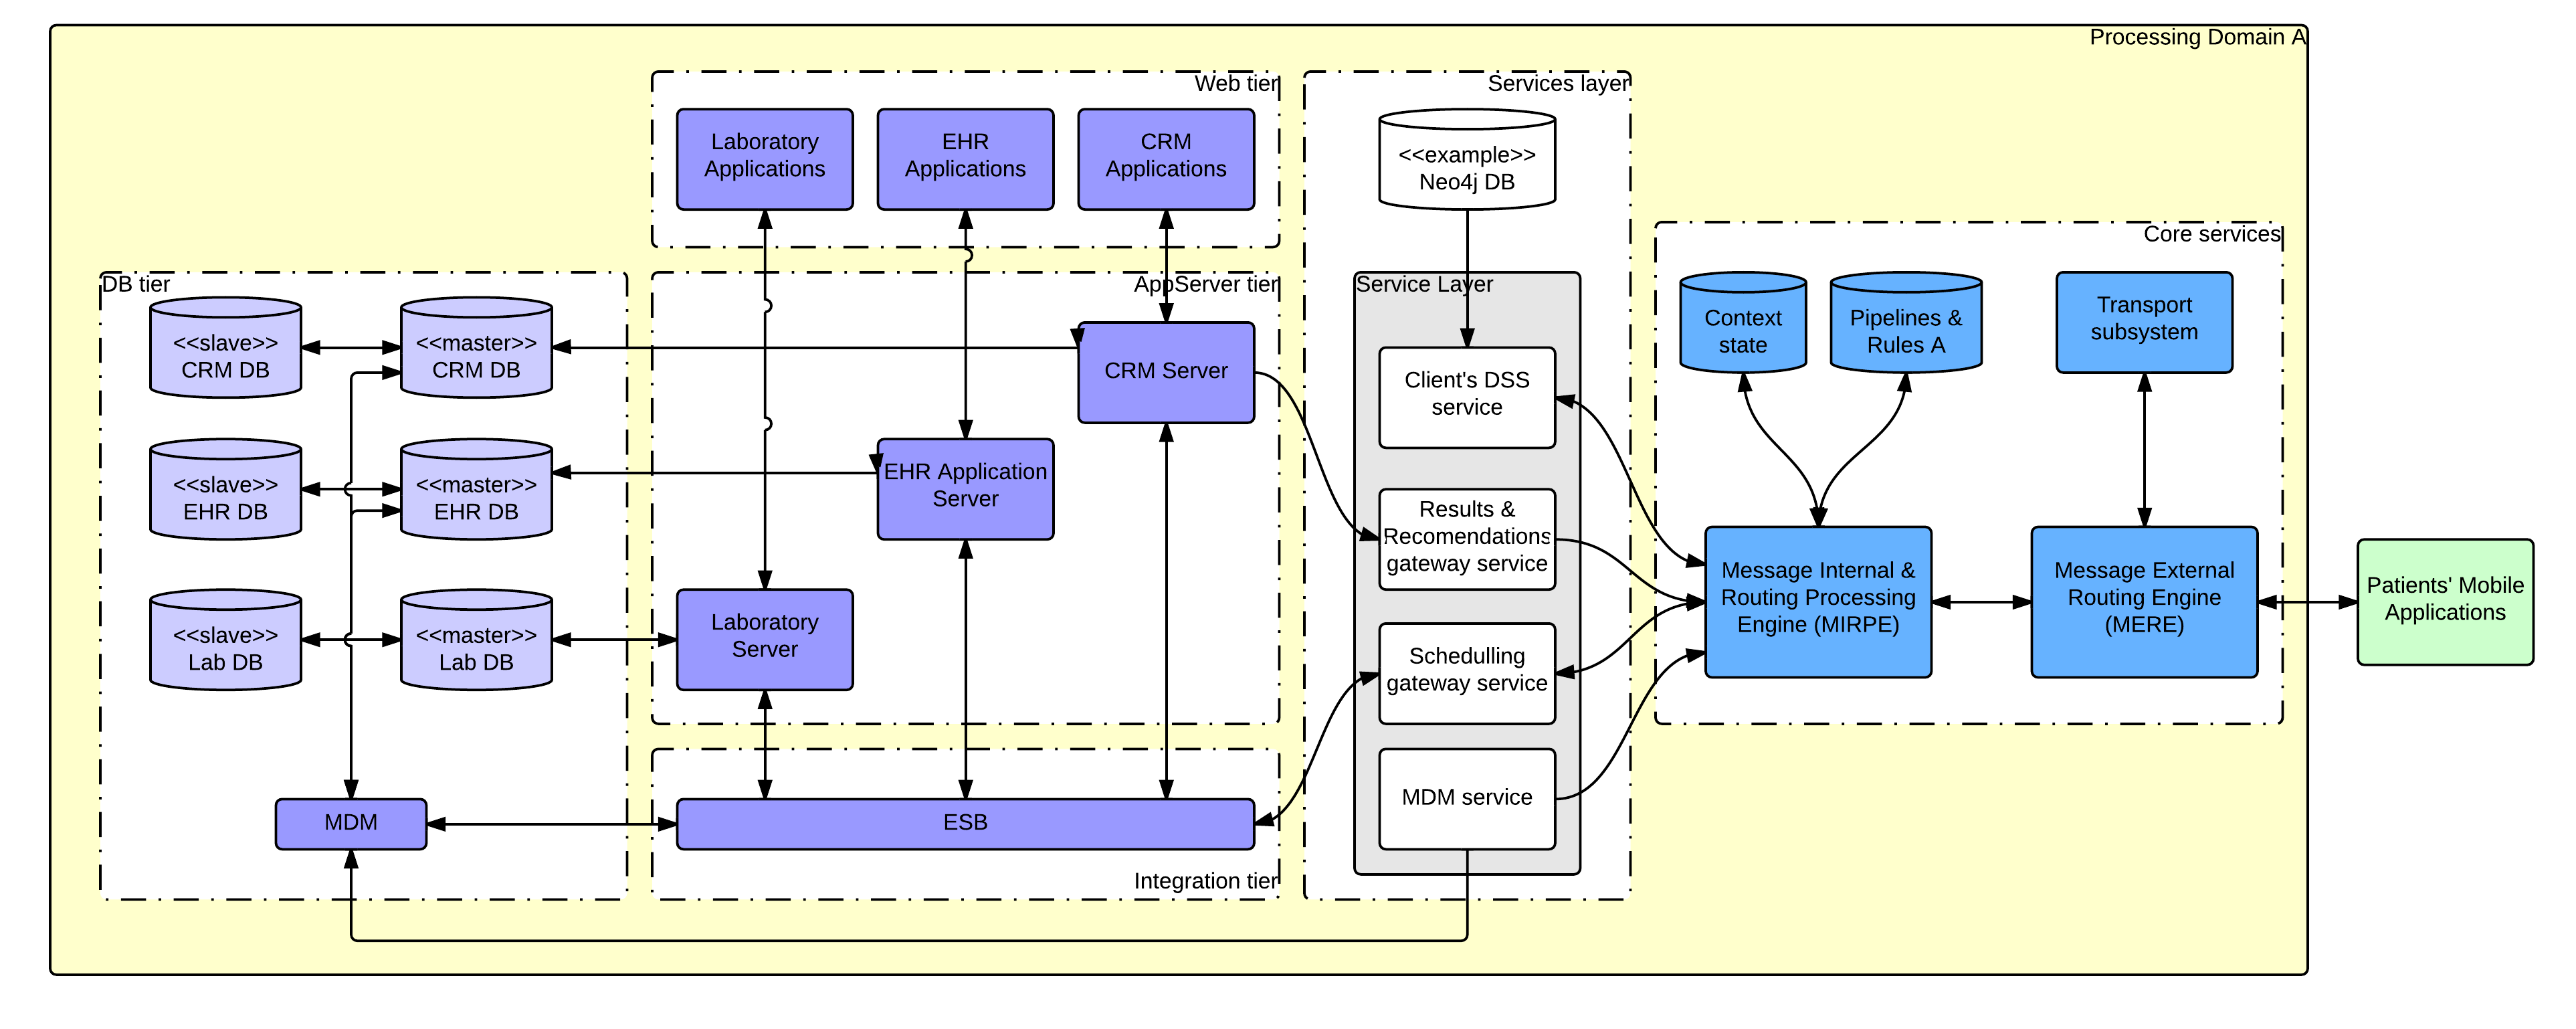 Processing Domain A
Web tier
Laboratory
Applications
EHR
Applications
CRM
Applications
Services layer
<<example>>
Neo4j DB
Core services
Context
state
Pipelines &
Rules A
Transport
subsystem
DB tier
<<slave>>
CRM DB
<<master>>
CRM DB
<<slave>>
EHR DB
<<master>>
EHR DB
<<slave>>
Lab DB
<<master>>
Lab DB
MDM
AppServer tier
CRM Server
EHR Application
Server
Laboratory
Server
ESB
Integration tier
Service Layer
Client's DSS
service
Results &
Recomendations
gateway service
Schedulling
gateway service
MDM service
Message Internal &
Routing Processing
Engine (MIRPE)
Message External
Routing Engine
(MERE)
Patients' Mobile
Applications